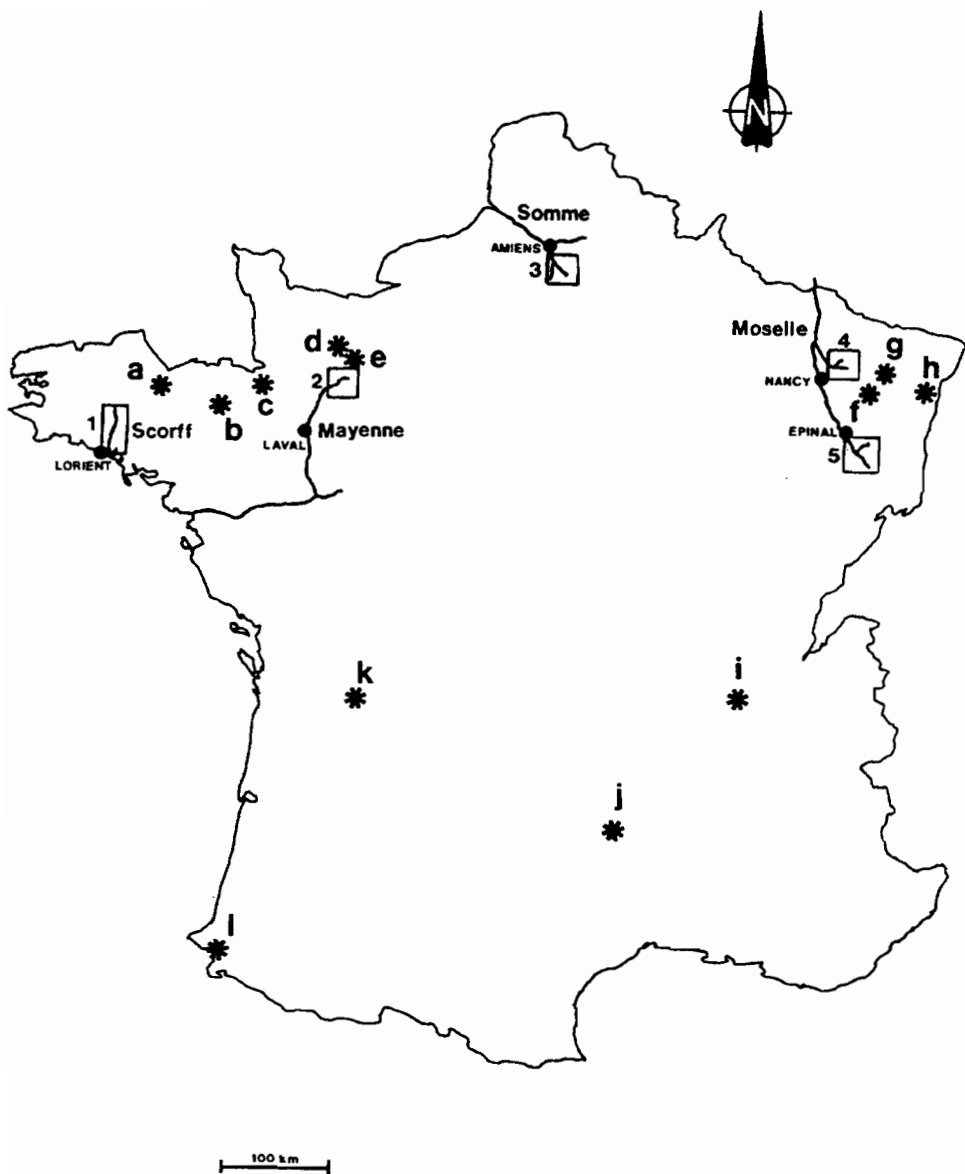 N
Somme
AMIENS
3
Moselle
4
g
h
NANCY
f
EPINAL
5
d
e
2
a
b
c
1
Scorff
LORIENT
LAVAL
Mayenne
k
i
j
l
100 km